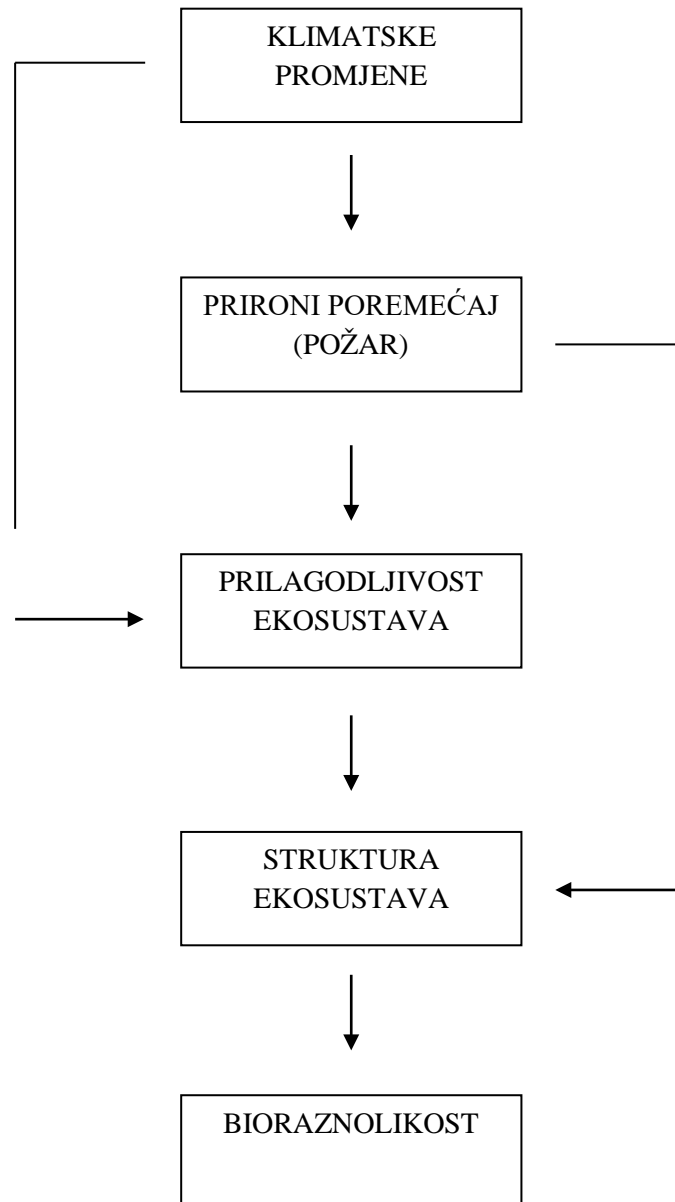 KLIMATSKE
PROMJENE
PRIRONI POREMEĆAJ
(POŽAR)
PRILAGODLJIVOST
EKOSUSTAVA
STRUKTURA
EKOSUSTAVA
BIORAZNOLIKOST